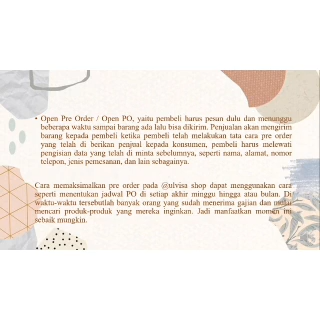 • Open Pre Order / Open PO, yaitu pembeli harus pesan dulu dan menunggu
beberapa waktu sampai barang ada lalu bisa dikirim. Penjualan akan mengirim
barang kepada pembeli ketika pembeli telah melakukan tata cara pre order
yang telah di berikan penjual kepada konsumen, pembeli harus melewati
pengisian data yang telah di minta sebelumnya, seperti nama, alamat, nomor
telepon, jenis pemesanan, dan lain sebagainya.
Cara memaksimalkan pre order pada @ulvisa shop dapat menggunakan cara
seperti menentukan jadwal PO di setiap akhir minggu hingga atau bulan. Di
waktu-waktu tersebutlah banyak orang yang sudah menerima gajian dan mulai
mencari produk-produk yang mereka inginkan. Jadi manfaatkan momen ini
sebaik mungkin.